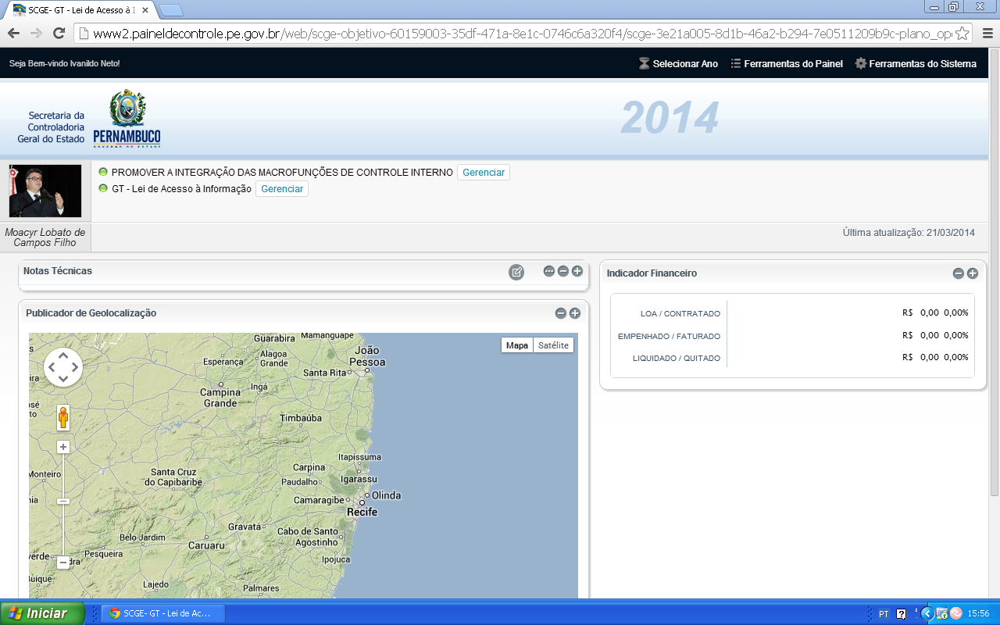 SCGE- GT - Lei de Acesso à I
www2.paineldecontrole.pe.gov.br/web/scge-objetivo-60159003-35df-471a-8e1c-0746c6a320f4/scge-3e21a005-8d1b-46a2-b294-7e0511209b9c-plano_op
Seja Bem-vindo Ivanildo Neto!
Selecionar Ano
Ferramentas do Painel
Ferramentas do Sistema
Secretaria da
Controladoria
Geral do Estado
PERNAMBUCO
GOVERNO DO ESTADO
2014
PROMOVER A INTEGRAÇÃO DAS MACROFUNÇÕES DE CONTROLE INTERNO Gerenciar
GT - Lei de Acesso à Informação Gerenciar
Moacyr Lobato de
Campos Filho
Última atualização: 21/03/2014
Notas Técnicas
Publicador de Geolocalização
Mapa Satélite
Guarabira
Mamanguape
João
Pessoa
Esperança
Alagoa
Grande
Santa Rita
Campina
Grande
Ingá
Timbaúba
Itapissuma
Monteiro
Santa Cruz
do Capibaribe
Carpina
Igarassu
Paudalho
Olinda
Camaragibe
Recife
Gravatá
Cabo de Santo
Agostinho
Belo Jardim
Caruaru
Pesqueira
Ipojuca
Lajedo
Palmares
Indicador Financeiro
LOA / CONTRATADO R$ 0,00 0,00%
EMPENHADO / FATURADO R$ 0,00 0,00%
LIQUIDADO / QUITADO R$ 0,00 0,00%
Iniciar
SCGE- GT - Lei de Ac...
PT
15:56